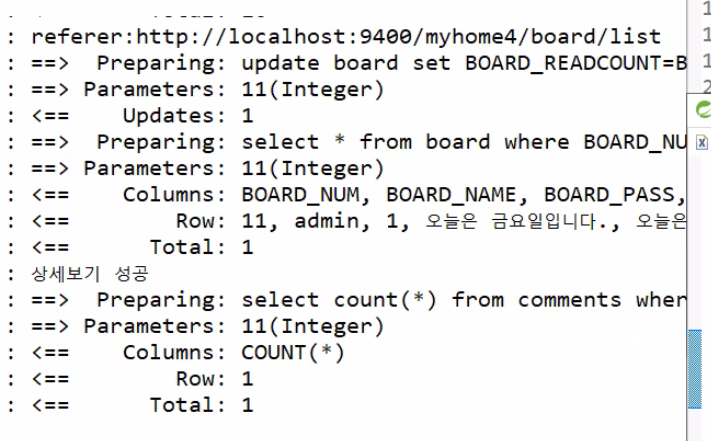 : referer:http://localhost:9400/myhome4/board/list
: ==>  Preparing: update board set BOARD_READCOUNT=B
: ==> Parameters: 11(Integer)
: <==    Updates: 1
: ==>  Preparing: select * from board where BOARD_NU
: ==> Parameters: 11(Integer)
: <==    Columns: BOARD_NUM, BOARD_NAME, BOARD_PASS,
: <==        Row: 11, admin, 1, 오늘은 금요일입니다., 오늘은
: <==      Total: 1
: 상세보기 성공
: ==>  Preparing: select count(*) from comments wher
: ==> Parameters: 11(Integer)
: <==    Columns: COUNT(*)
: <==        Row: 1
: <==      Total: 1